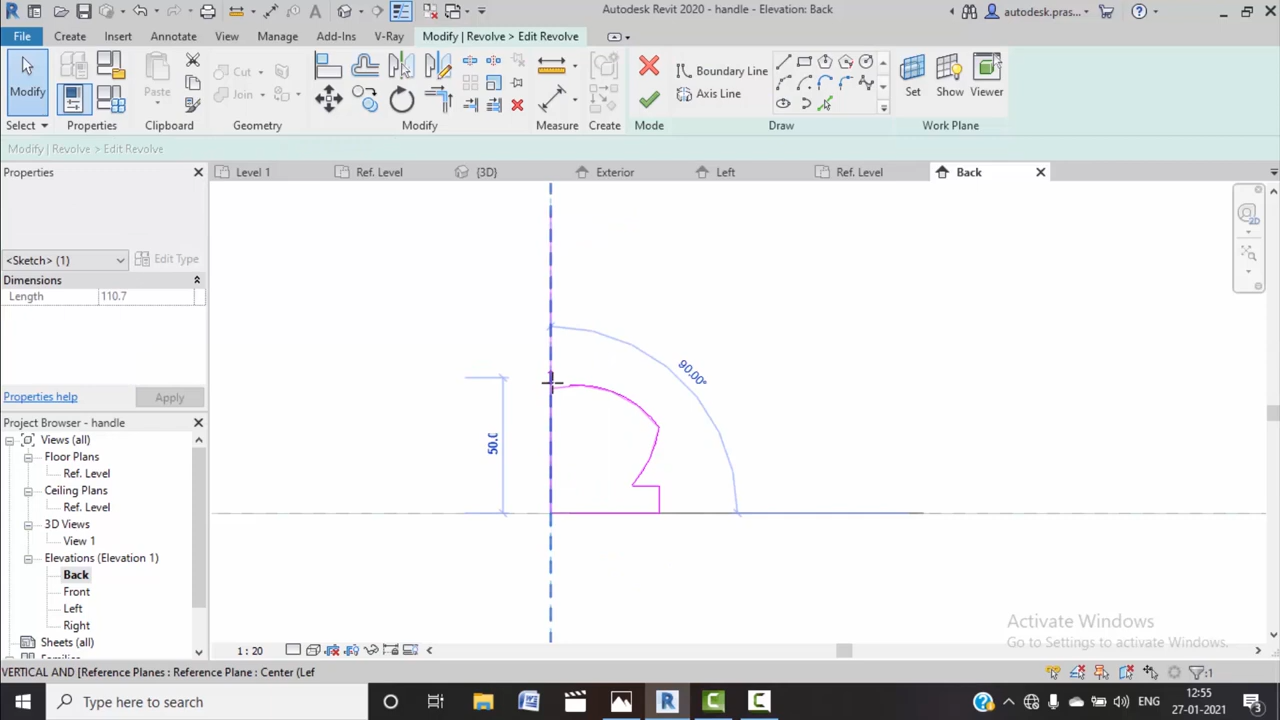 Autodesk Revit 2020 - handle - Elevation: Back
autodesk.pras...
File Create Insert Annotate View Manage Add-Ins V-Ray Modify | Revolve > Edit Revolve
Modify
Paste
Cut
Join
Boundary Line
Axis Line
Set Show Viewer
Select Properties Clipboard Geometry Modify Measure Create Mode Draw Work Plane
Modify | Revolve > Edit Revolve
Properties
Level 1 Ref. Level {3D} Exterior Left Ref. Level Back
<Sketch> (1) Edit Type
Dimensions
Length 110.7
Properties help Apply
Project Browser - handle
Views (all)
Floor Plans
Ref. Level
Ceiling Plans
Ref. Level
3D Views
View 1
Elevations (Elevation 1)
Back
Front
Left
Right
Sheets (all)
90.00°
50.0
2D
Activate Windows
Go to Settings to activate Windows.
1 : 20
VERTICAL AND [Reference Planes : Reference Plane : Center (Lef
:1
Type here to search
ENG
12:55
27-01-2021
3